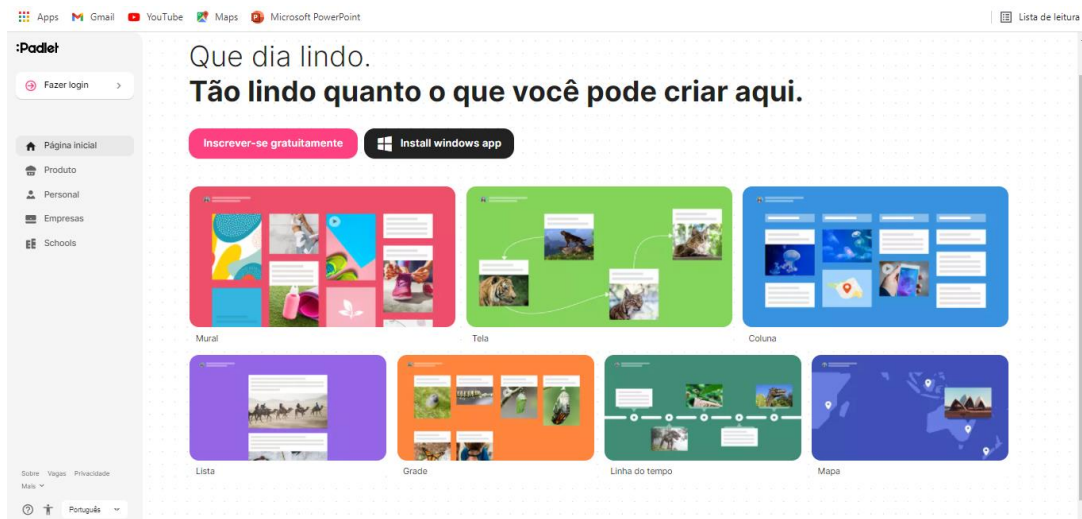 Apps Gmail YouTube Maps Microsoft PowerPoint Lista de leitura
:Padlet
Fazer login
Página inicial
Produto
Personal
Empresas
Schools
Sobre Vagas Privacidade
Mais
Português
Que dia lindo.
Tão lindo quanto o que você pode criar aqui.
Inscrever-se gratuitamente Install windows app
Mural Tela Coluna
Lista Grade Linha do tempo Mapa